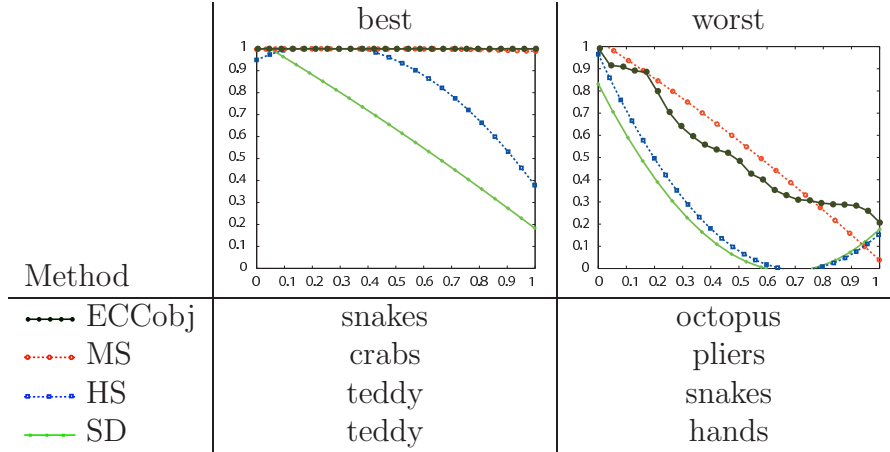 best worst
1 1
0.9 0.9
0.8 0.8
0.7 0.7
0.6 0.6
0.5 0.5
0.4 0.4
0.3 0.3
0.2 0.2
0.1 0.1
0 0
0 0.1 0.2 0.3 0.4 0.5 0.6 0.7 0.8 0.9 1 0 0.1 0.2 0.3 0.4 0.5 0.6 0.7 0.8 0.9 1
Method
ECCobj snakes octopus
MS crabs pliers
HS teddy snakes
SD teddy hands